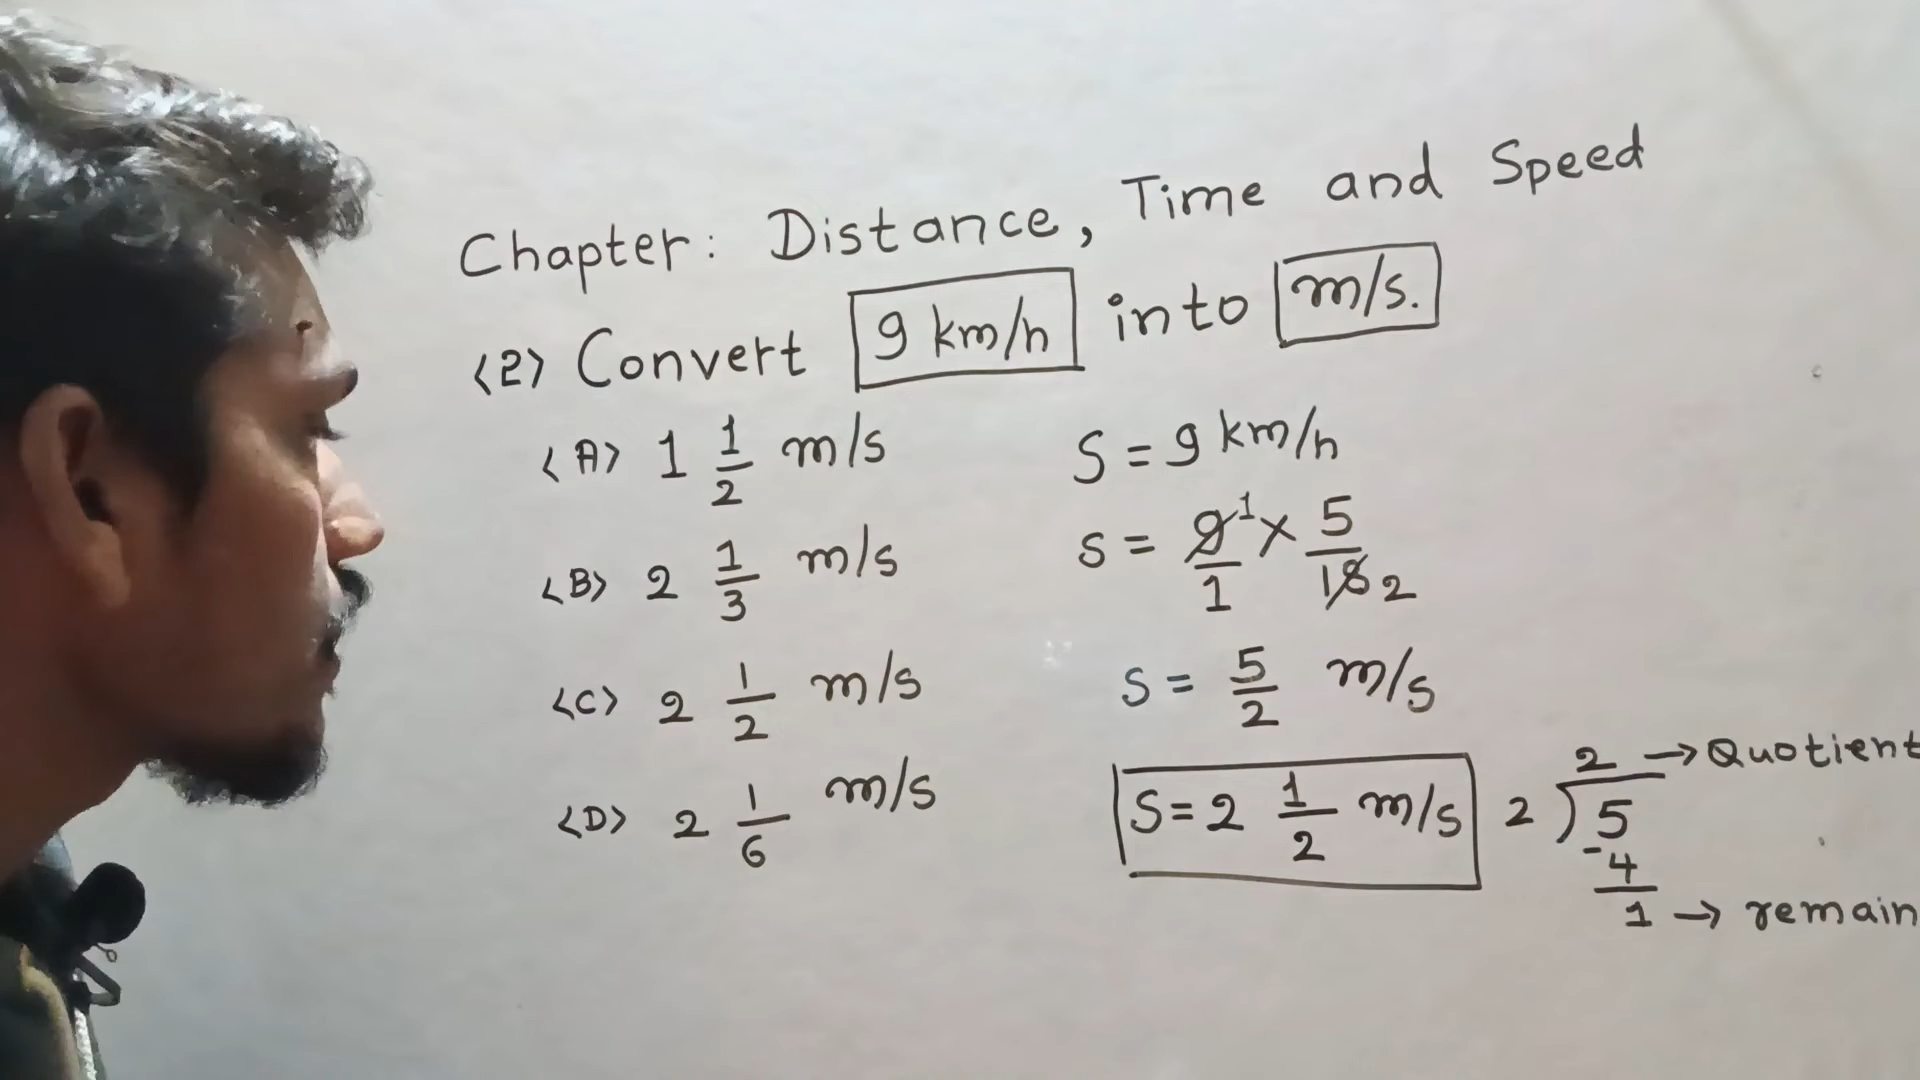 Chapter: Distance, Time and Speed
<2> Convert 9 km/h into m/s.
<A> 1 1/2 m/s
<B> 2 1/3 m/s
<C> 2 1/2 m/s
<D> 2 1/6 m/s
S = 9 km/h
S = 9 1/1 × 5/18 2
S = 5/2 m/s
S = 2 1/2 m/s
2 → Quotient
2 ) 5
-4
1 → remain